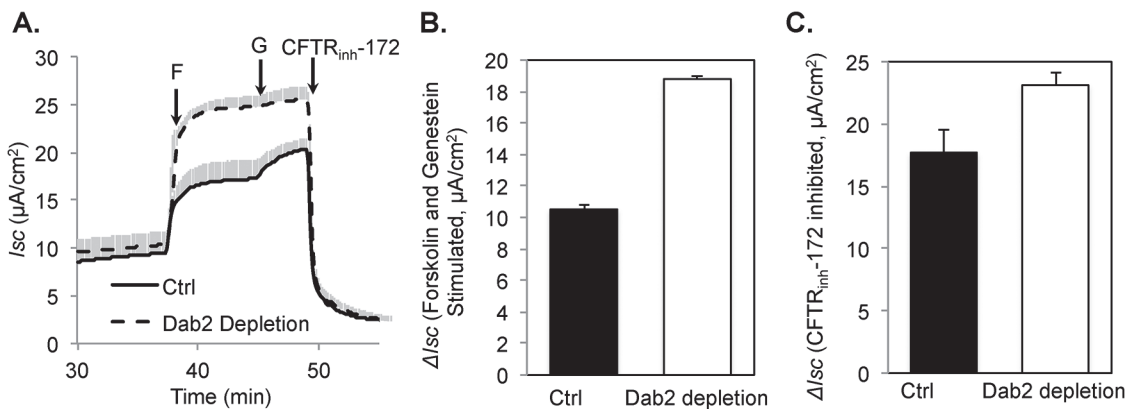 A.
F
G
CFTRinh-172
30
25
20
15
10
5
0
Isc (µA/cm2)
Ctrl
Dab2 Depletion
30
40
50
Time (min)
B.
20
18
16
14
12
10
8
6
4
2
0
ΔIsc (Forskolin and Genestein
Stimulated, µA/cm2)
Ctrl
Dab2 depletion
C.
25
20
15
10
5
0
ΔIsc (CFTRinh-172 inhibited, µA/cm2)
Ctrl
Dab2 depletion